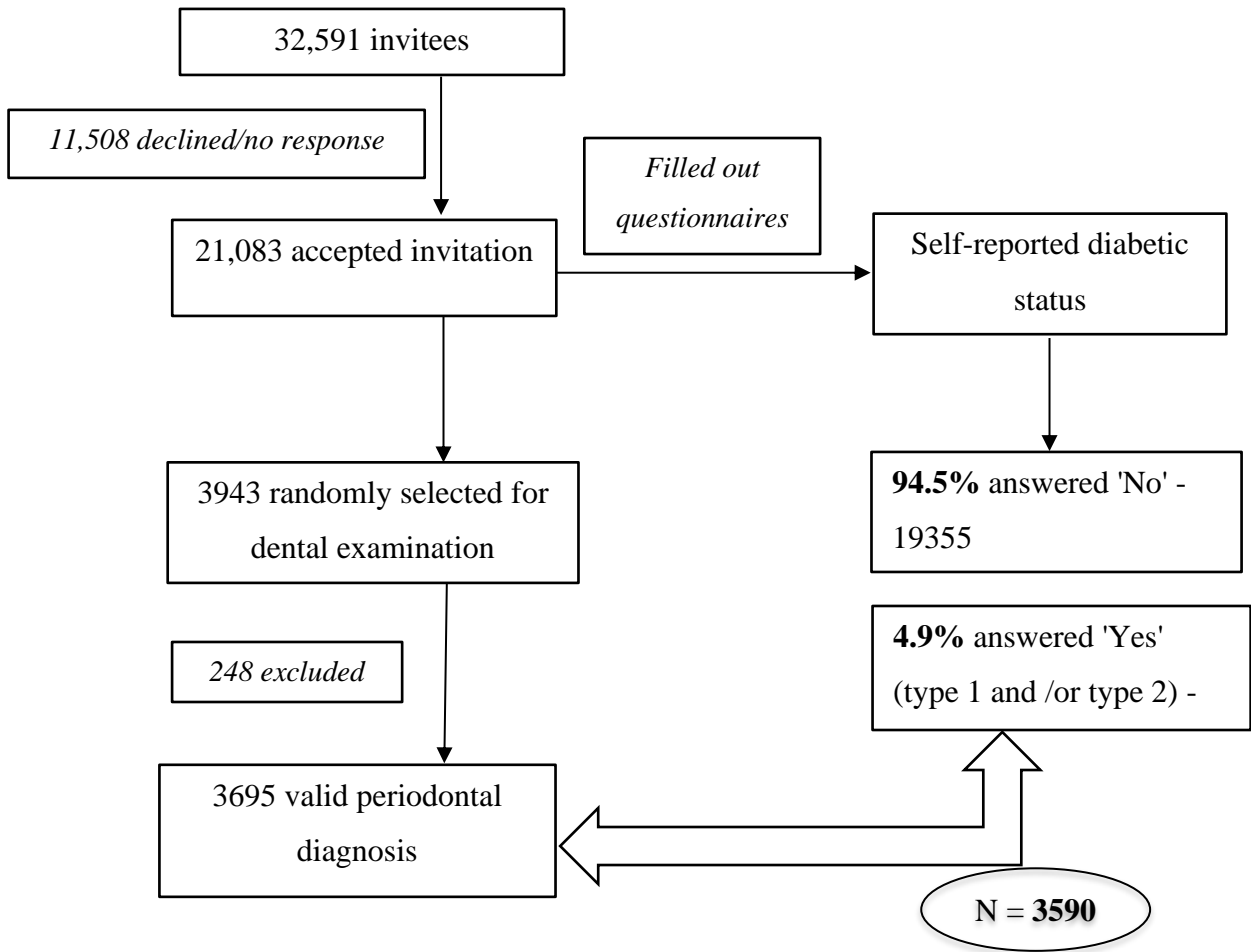 32,591 invitees
11,508 declined/no response
Filled out
questionnaires
21,083 accepted invitation
Self-reported diabetic
status
3943 randomly selected for
dental examination
94.5% answered 'No' -
19355
248 excluded
4.9% answered 'Yes'
(type 1 and /or type 2) -
3695 valid periodontal
diagnosis
N = 3590